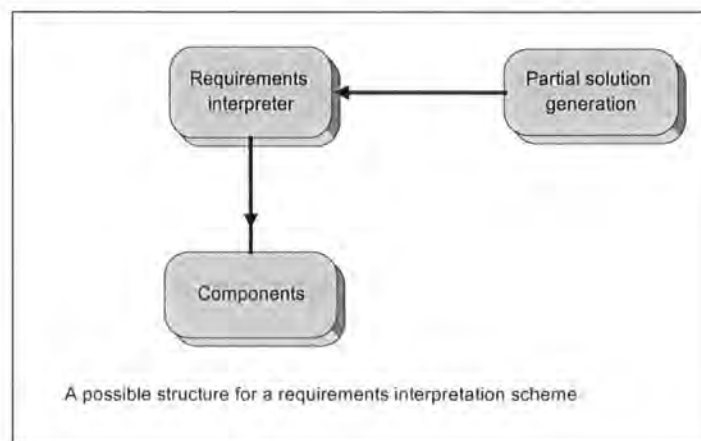 Requirements
interpreter
Partial solution
generation
Components
A possible structure for a requirements interpretation scheme